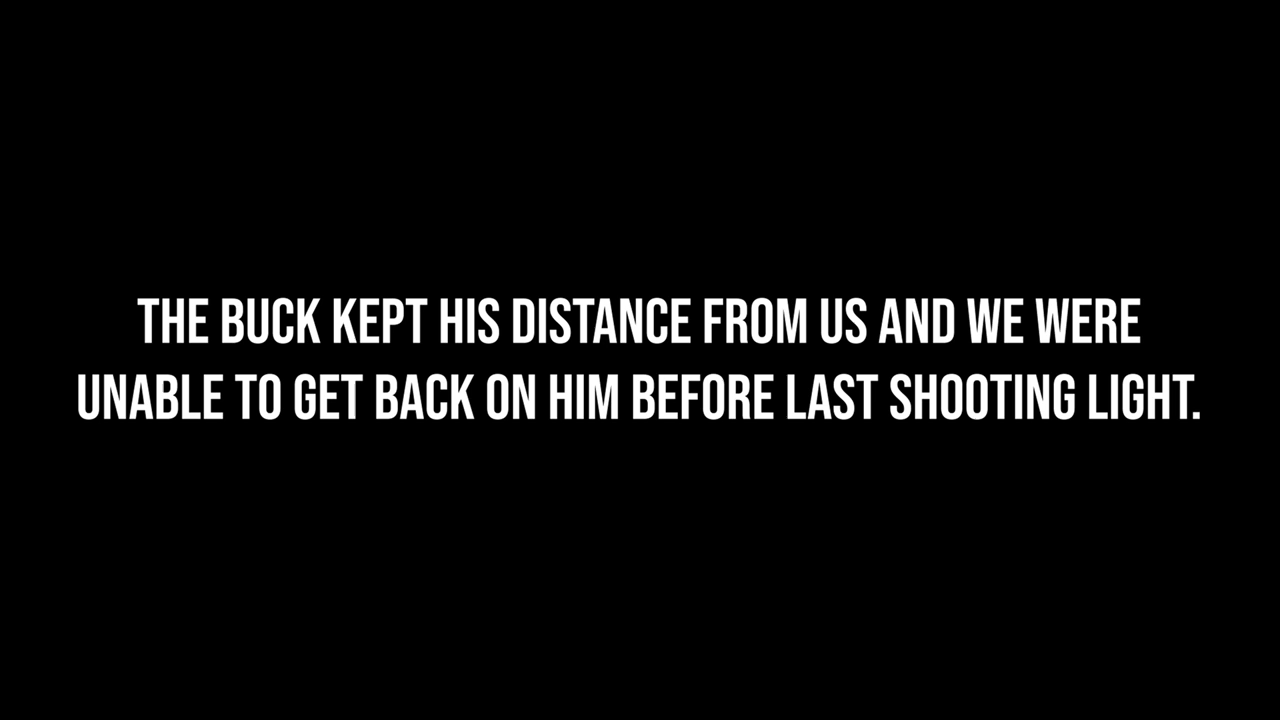 THE BUCK KEPT HIS DISTANCE FROM US AND WE WERE
UNABLE TO GET BACK ON HIM BEFORE LAST SHOOTING LIGHT.